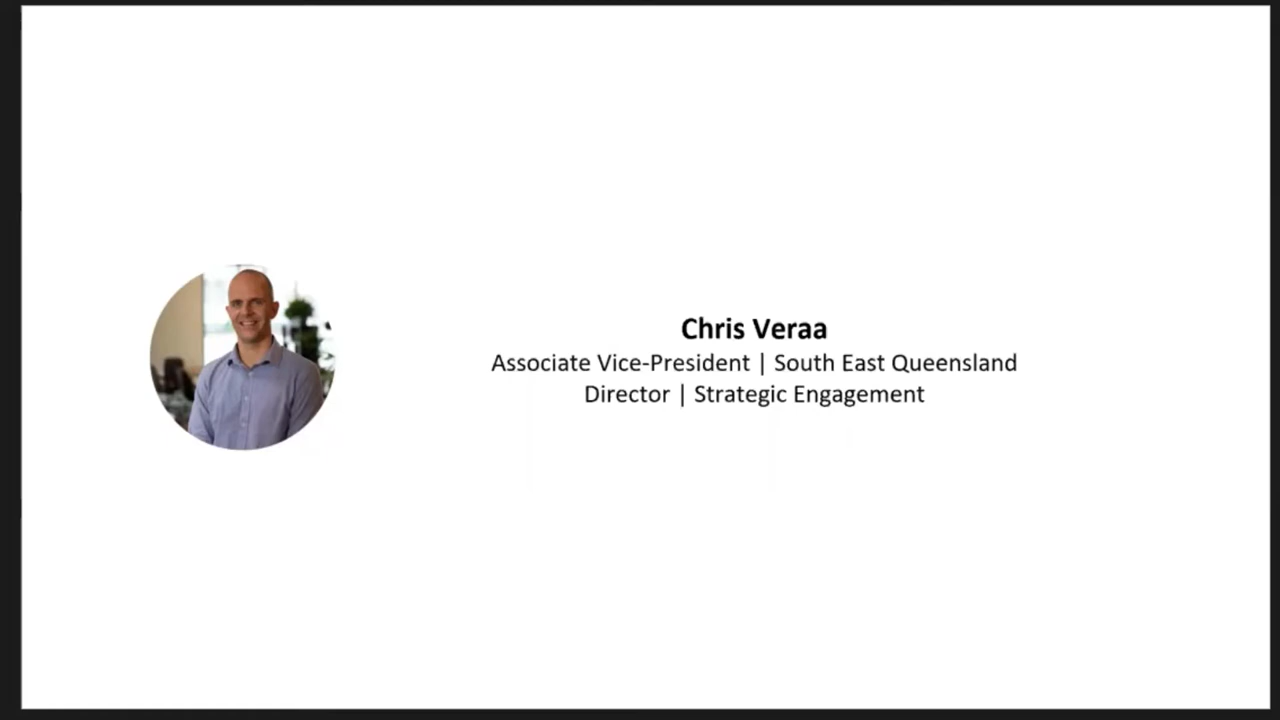 Chris Veraa
Associate Vice-President | South East Queensland
Director | Strategic Engagement